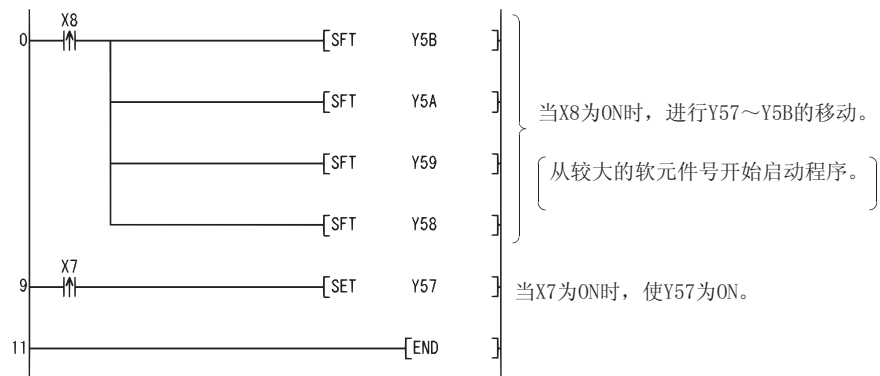 X8
0 SFT Y5B
SFT Y5A
当X8为ON时，进行Y57～Y5B的移动。
SFT Y59
从较大的软元件号开始启动程序。
SFT Y58
X7
9 SET Y57 当X7为ON时，使Y57为ON。
11 END